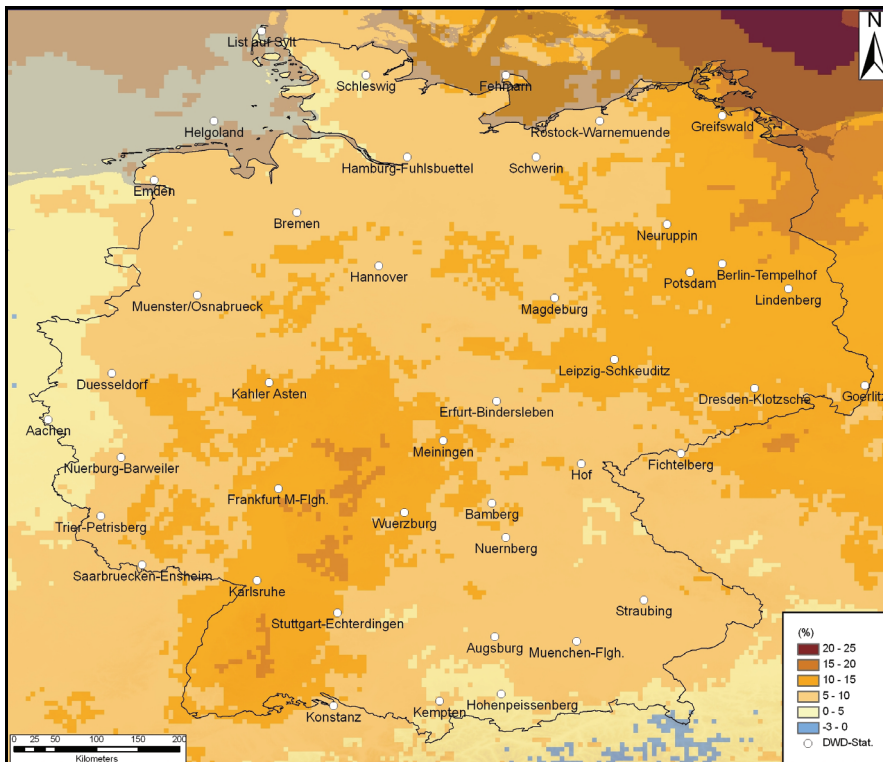 N
List auf Sylt
Schleswig
Fehmarn
Helgoland
Rostock-Warnemuende
Greifswald
Hamburg-Fuhlsbuettel
Schwerin
Emden
Bremen
Neuruppin
Hannover
Potsdam
Berlin-Tempelhof
Muenster/Osnabrueck
Magdeburg
Lindenberg
Duesseldorf
Kahler Asten
Leipzig-Schkeuditz
Dresden-Klotzsche
Goerlitz
Erfurt-Bindersleben
Aachen
Meiningen
Nuerburg-Barweiler
Hof
Fichtelberg
Frankfurt M-Flgh.
Trier-Petrisberg
Wuerzburg
Bamberg
Nuernberg
Saarbruecken-Ensheim
Karlsruhe
Stuttgart-Echterdingen
Straubing
Augsburg
Muenchen-Flgh.
Konstanz
Kempten
Hohenpeissenberg
(%)
20 - 25
15 - 20
10 - 15
5 - 10
0 - 5
-3 - 0
DWD-Stat.
0 25 50 100 150 200
Kilometers